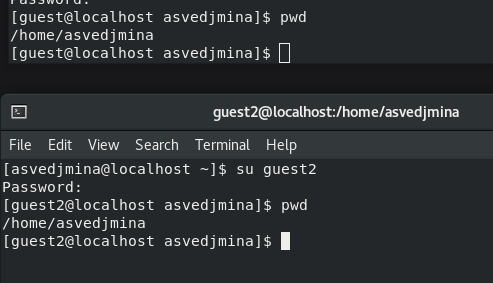 Password:
[guest@localhost asvedjmina]$ pwd
/home/asvedjmina
[guest@localhost asvedjmina]$
guest2@localhost:/home/asvedjmina
File Edit View Search Terminal Help
[asvedjmina@localhost ~]$ su guest2
Password:
[guest2@localhost asvedjmina]$ pwd
/home/asvedjmina
[guest2@localhost asvedjmina]$